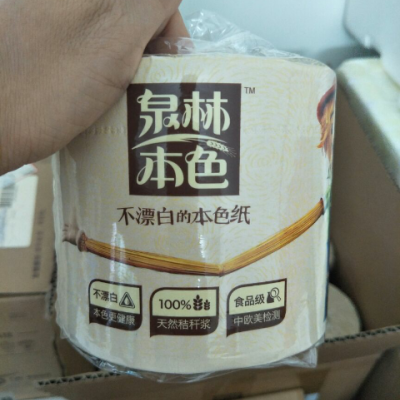 泉林
本色
TM
不漂白的本色纸
不漂白
本色更健康
100%
天然秸秆浆
食品级
中欧美检测